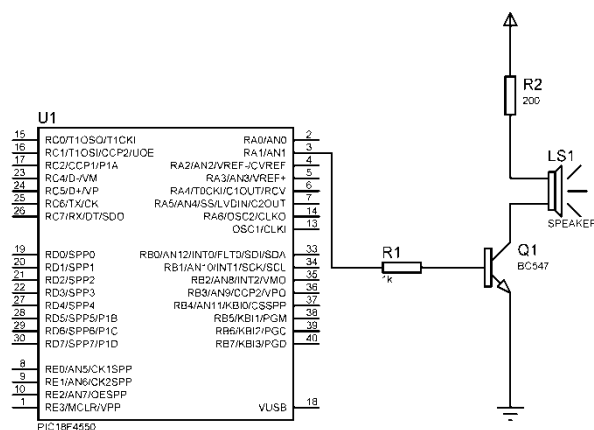 U1
15 RC0/T1OSO/T1CKI RA0/AN0 2
16 RC1/T1OSI/CCP2/UOE RA1/AN1 3
17 RC2/CCP1/P1A RA2/AN2/VREF-/CVREF 4
23 RC4/D-/VM RA3/AN3/VREF+ 5
24 RC5/D+/VP RA4/T0CKI/C1OUT/RCV 6
25 RC6/TX/CK RA5/AN4/SS/LVDIN/C2OUT 7
26 RC7/RX/DT/SDO RA6/OSC2/CLKO 14
OSC1/CLKI 13
19 RD0/SPP0 RB0/AN12/INT0/FLT0/SDI/SDA 33
20 RD1/SPP1 RB1/AN10/INT1/SCK/SCL 34
21 RD2/SPP2 RB2/AN8/INT2/VMO 35
22 RD3/SPP3 RB3/AN9/CCP2/VPO 36
27 RD4/SPP4 RB4/AN11/KBI0/CSSPP 37
28 RD5/SPP5/P1B RB5/KBI1/PGM 38
29 RD6/SPP6/P1C RB6/KBI2/PGC 39
30 RD7/SPP7/P1D RB7/KBI3/PGD 40
8 RE0/AN5/CK1SPP
9 RE1/AN6/CK2SPP
10 RE2/AN7/OESPP
1 RE3/MCLR/VPP VUSB 18
PIC18F4550
R1
1k
R2
200
LS1
SPEAKER
Q1
BC547